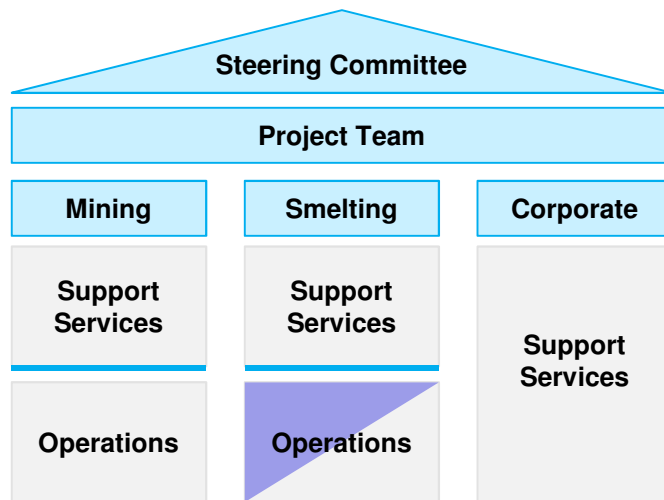 Steering Committee
Project Team
Mining
Smelting
Corporate
Support
Services
Support
Services
Support
Services
Operations
Operations